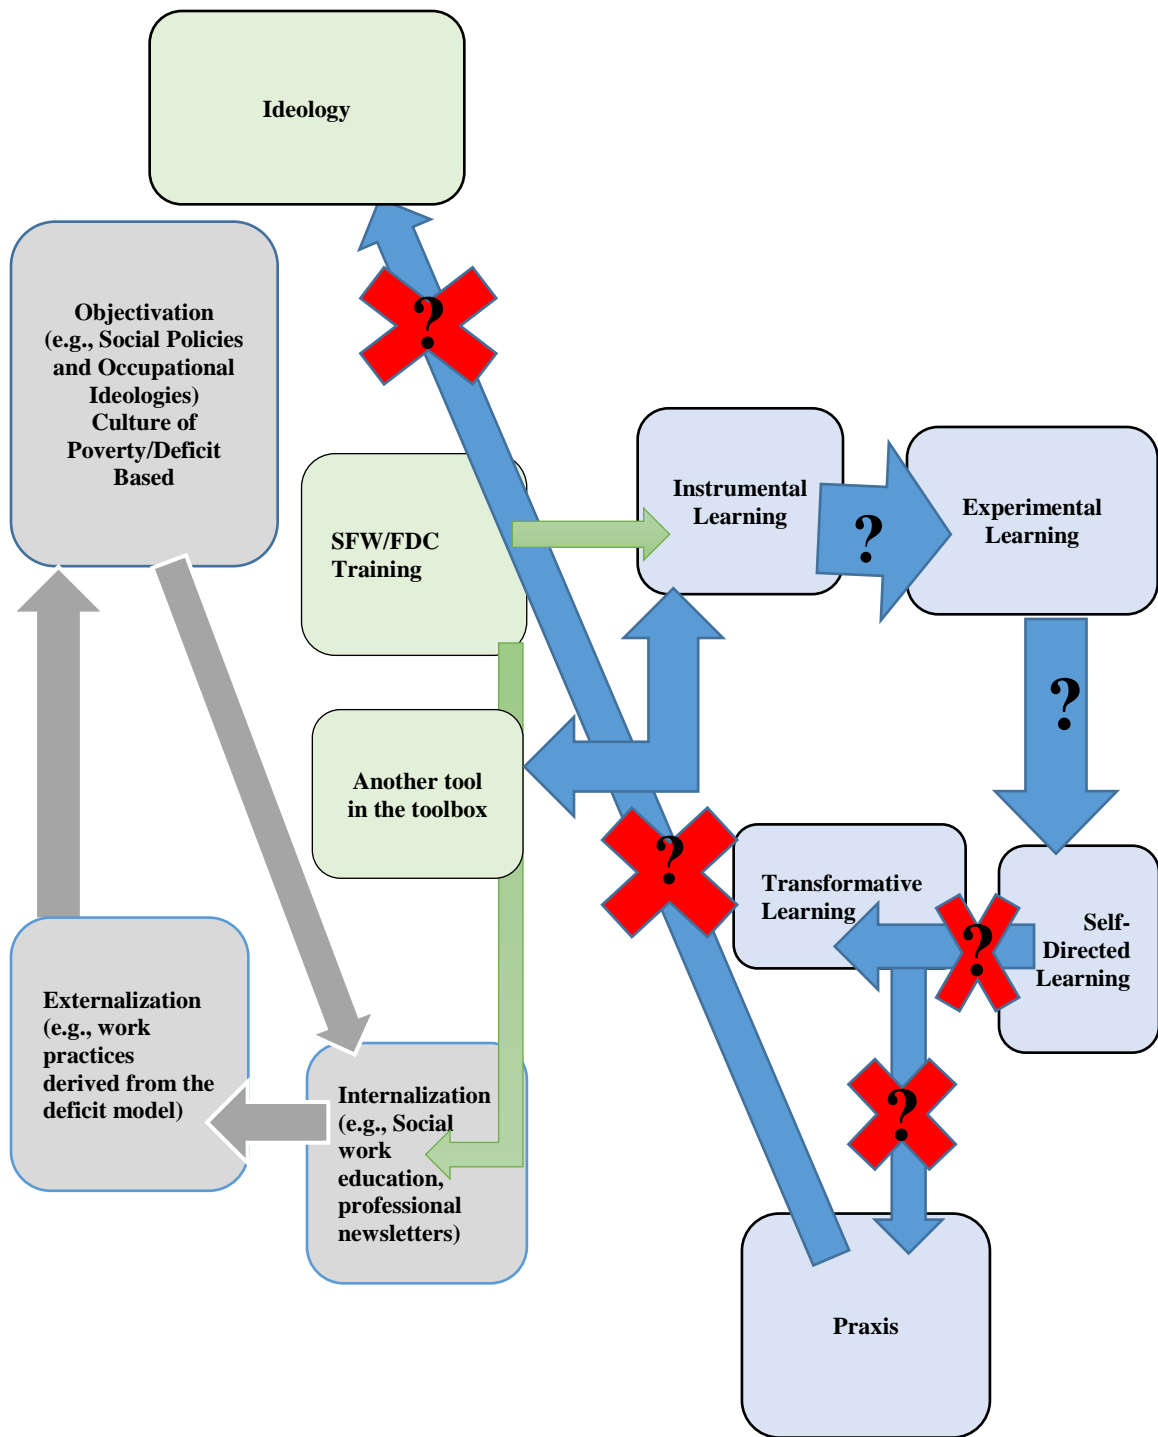 Ideology
Objectivation
(e.g., Social Policies
and Occupational
Ideologies)
Culture of
Poverty/Deficit
Based
SFW/FDC
Training
Instrumental
Learning
?
Experimental
Learning
?
?
Another tool
in the toolbox
?
Transformative
Learning
?
Self-
Directed
Learning
Externalization
(e.g., work
practices
derived from the
deficit model)
Internalization
(e.g., Social
work
education,
professional
newsletters)
?
Praxis